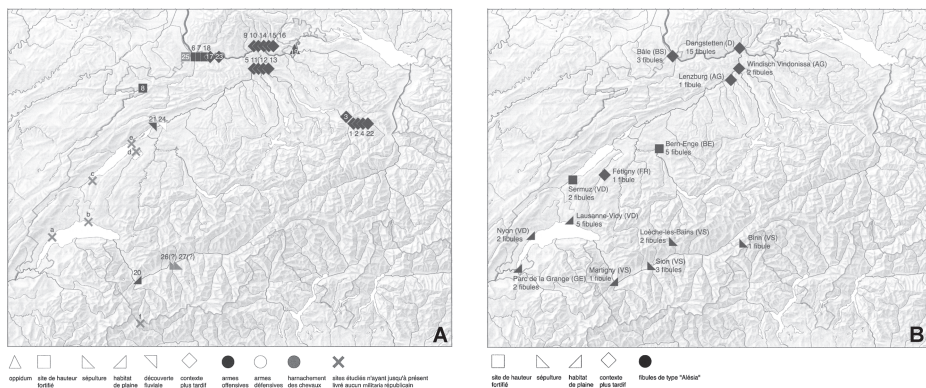 9 10 14 15 16
6 7 18
25
17
23
5 11 12 13
8
3
1 2 4 22
21 24
e
d
c
b
a
26(?) 27(?)
20
f
A
oppidum
site de hauteur
fortifié
sépulture
habitat
de plaine
découverte
fluviale
contexte
plus tardif
armes
offensives
armes
défensives
harnachement
des chevaux
sites étudiés n'ayant jusqu'à présent
livré aucun militaria républicain
Dangstetten (D)
15 fibules
Bâle (BS)
3 fibules
Windisch Vindonissa (AG)
2 fibules
Lenzburg (AG)
1 fibule
Bern-Enge (BE)
5 fibules
Fétigny (FR)
1 fibule
Sermuz (VD)
2 fibules
Lausanne-Vidy (VD)
5 fibules
Nyon (VD)
2 fibules
Loèche-les-Bains (VS)
2 fibules
Binn (VS)
1 fibule
Sion (VS)
3 fibules
Martigny (VS)
1 fibule
Parc de la Grange (GE)
2 fibules
B
site de hauteur
fortifié
sépulture
habitat
de plaine
contexte
plus tardif
fibules de type "Alésia"